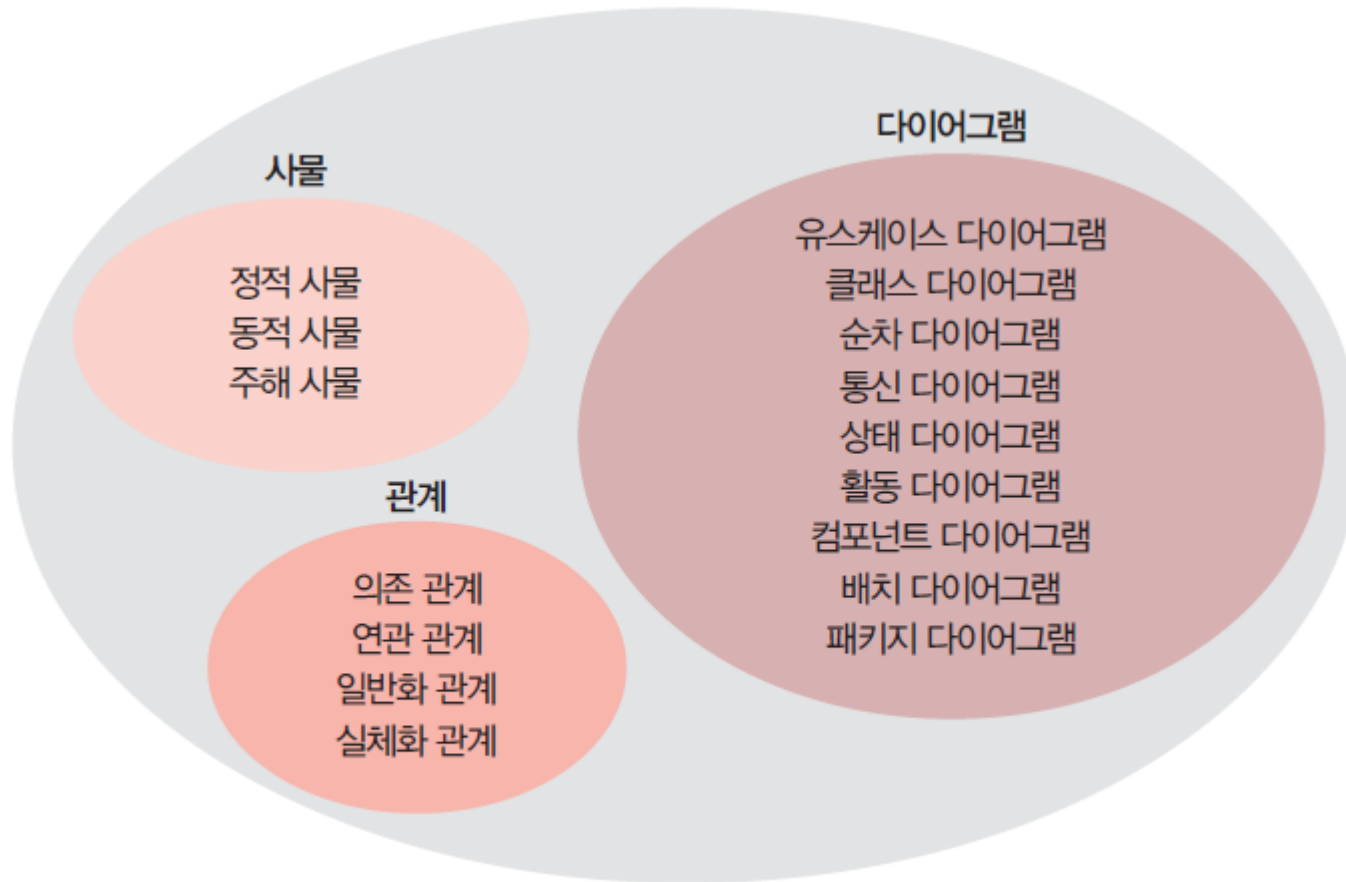 사물
정적 사물
동적 사물
주해 사물
관계
의존 관계
연관 관계
일반화 관계
실체화 관계
다이어그램
유스케이스 다이어그램
클래스 다이어그램
순차 다이어그램
통신 다이어그램
상태 다이어그램
활동 다이어그램
컴포넌트 다이어그램
배치 다이어그램
패키지 다이어그램